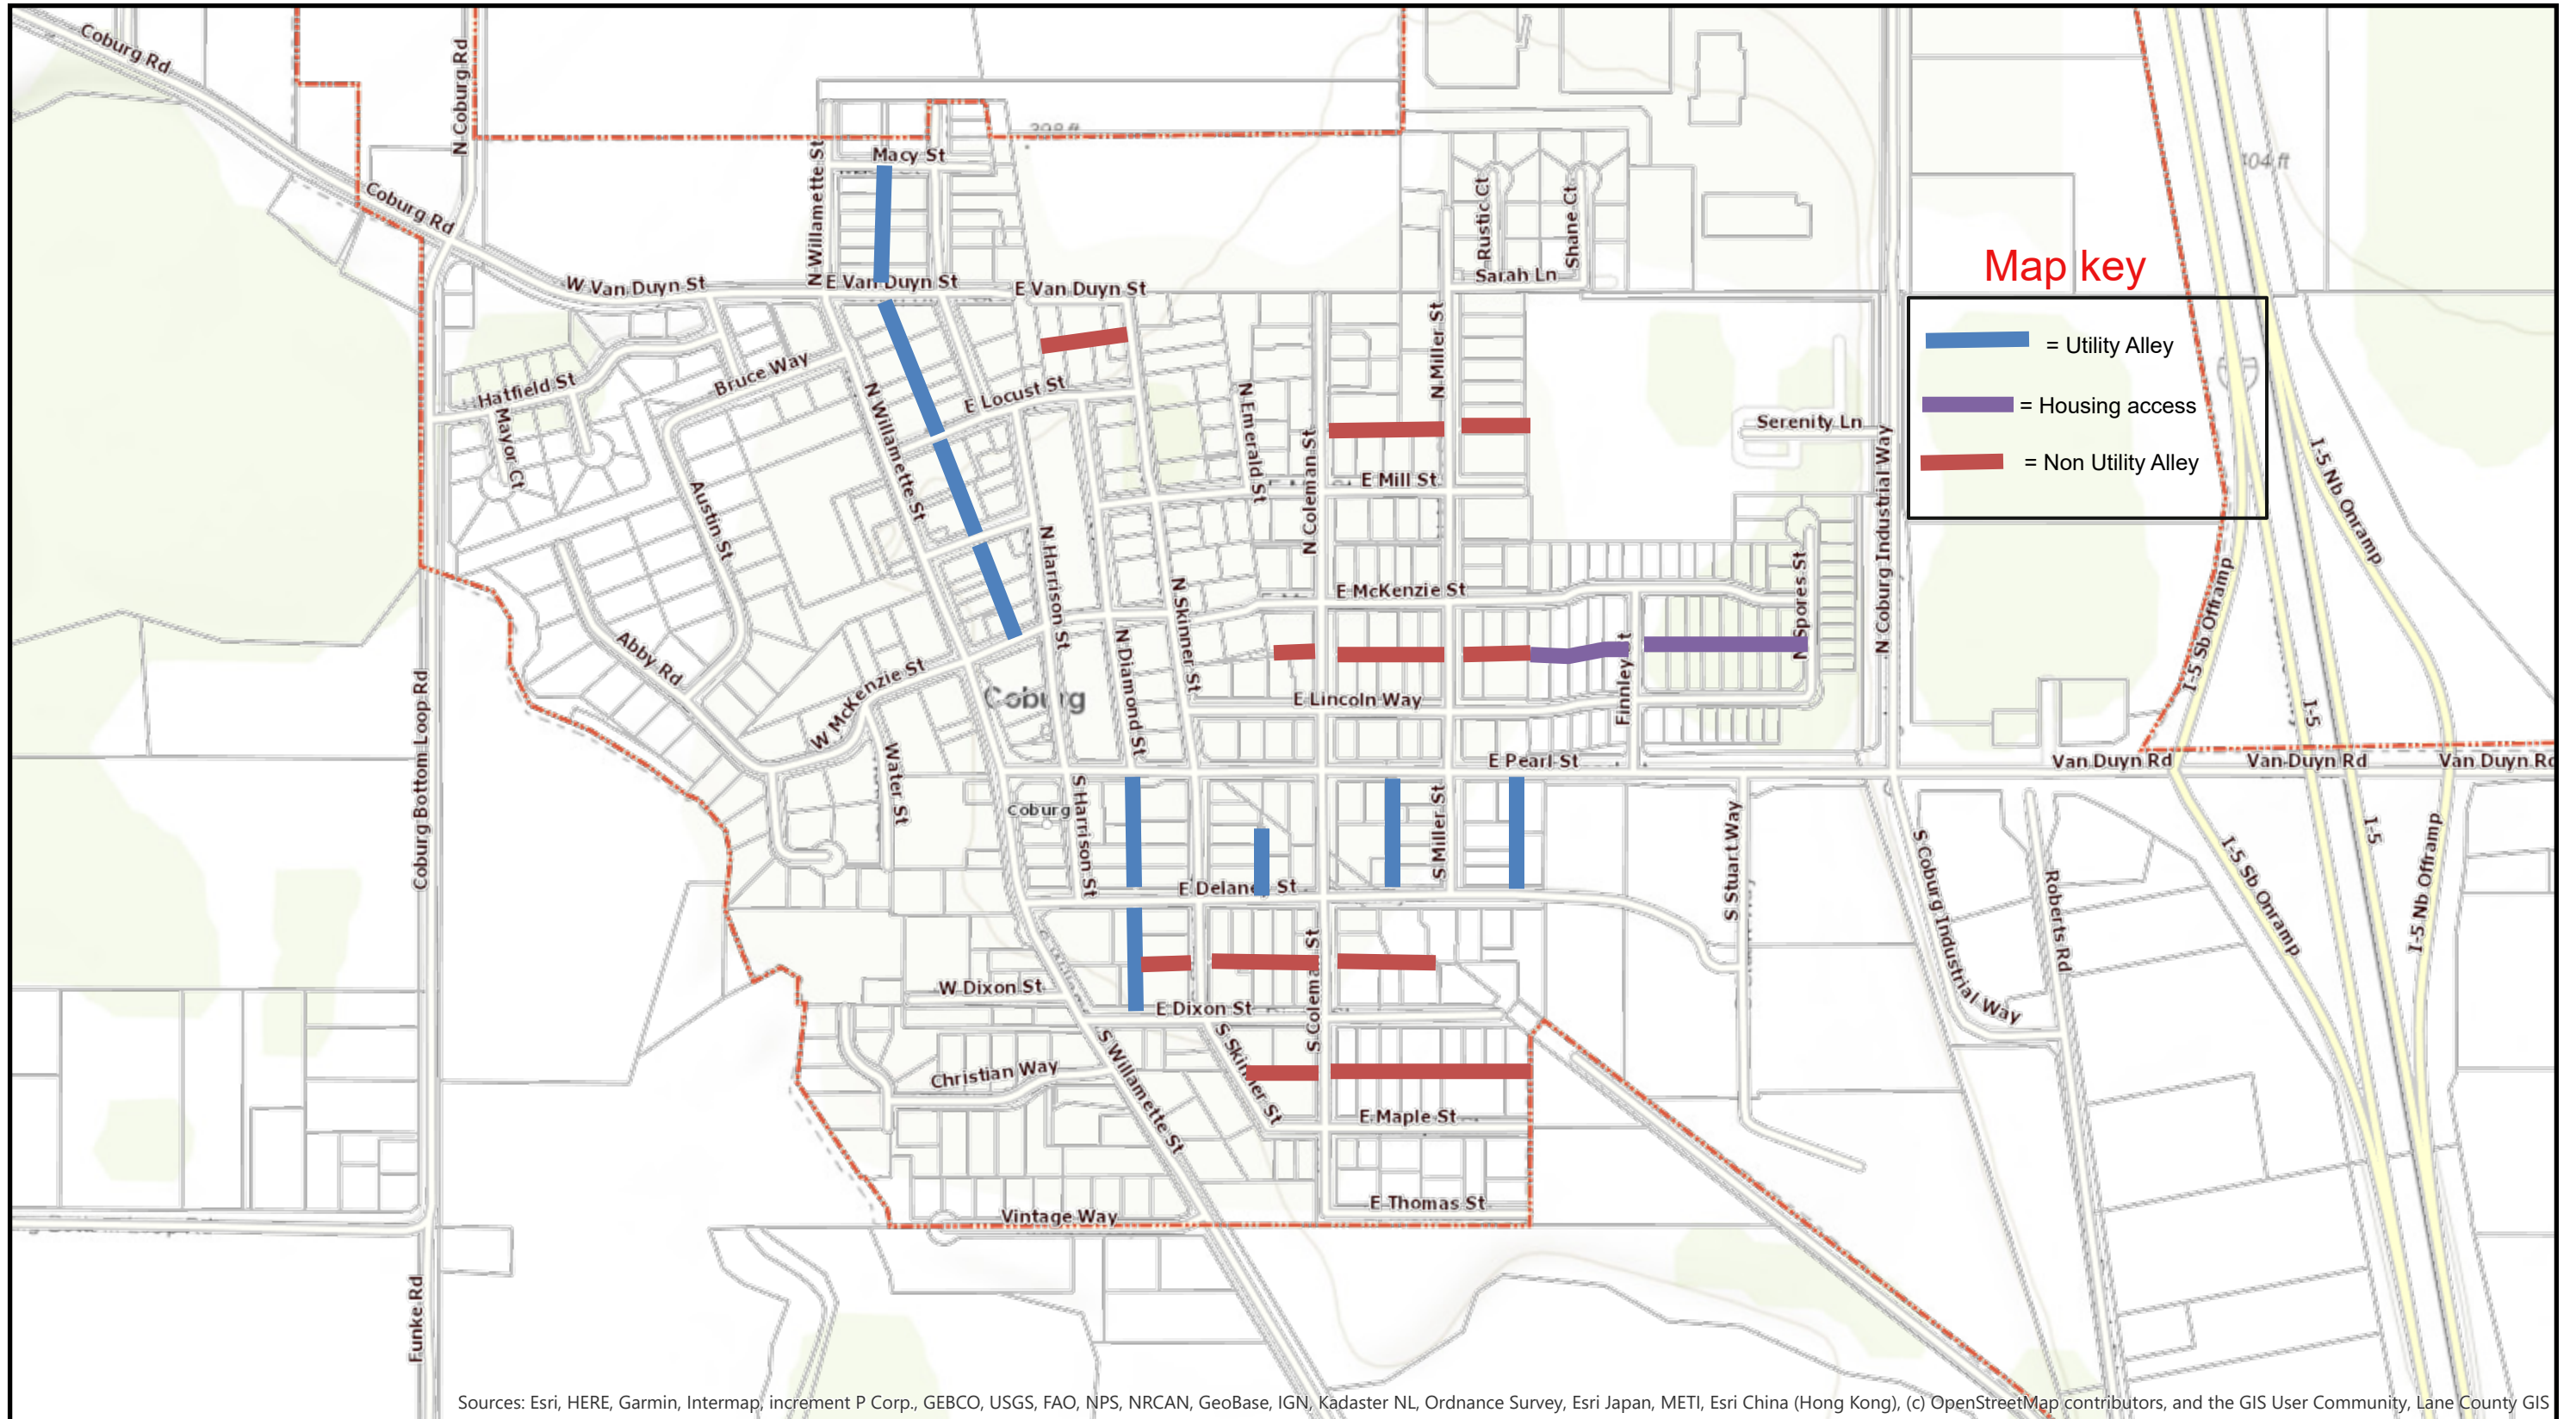 Coburg Rd
N Coburg Rd
398 ft
Macy St
404 ft
N Willamette St
Coburg Rd
Rustic Ct
Shane Ct
Sarah Ln
Map key
W Van Duyn St
E Van Duyn St
E Van Duyn St
= Utility Alley
= Housing access
= Non Utility Alley
N Miller St
Bruce Way
Hatfield St
Mayor Ct
E Locust St
N Willamette St
N Emerald St
N Coleman St
Serenity Ln
N Coburg Industrial Way
I-5 Nb Onramp
E Mill St
Austin St
N Harrison St
N Skinner St
E McKenzie St
N Spores St
I-5 Sb Offramp
Abby Rd
W McKenzie St
Coburg
N Diamond St
E Lincoln Way
Finnley St
I-5
Coburg Bottom Loop Rd
Water St
E Pearl St
Van Duyn Rd
Van Duyn Rd
Van Duyn Rd
Coburg
S Harrison St
S Miller St
S Stuart Way
S Coburg Industrial Way
Roberts Rd
I-5 Sb Onramp
I-5
I-5 Nb Offramp
E Delaney St
W Dixon St
E Dixon St
S Coleman St
S Skinner St
Christian Way
S Willamette St
E Maple St
E Thomas St
Vintage Way
Funke Rd
Sources: Esri, HERE, Garmin, Intermap, increment P Corp., GEBCO, USGS, FAO, NPS, NRCAN, GeoBase, IGN, Kadaster NL, Ordnance Survey, Esri Japan, METI, Esri China (Hong Kong), (c) OpenStreetMap contributors, and the GIS User Community, Lane County GIS